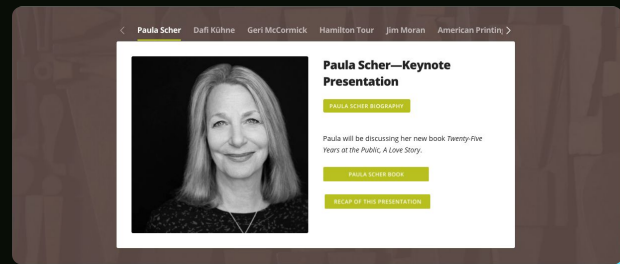 Paula Scher Dafi Kühne Geri McCormick Hamilton Tour Jim Moran American Printing
Paula Scher—Keynote
Presentation
PAULA SCHER BIOGRAPHY
Paula will be discussing her new book Twenty-Five
Years at the Public, A Love Story.
PAULA SCHER BOOK
RECAP OF THIS PRESENTATION